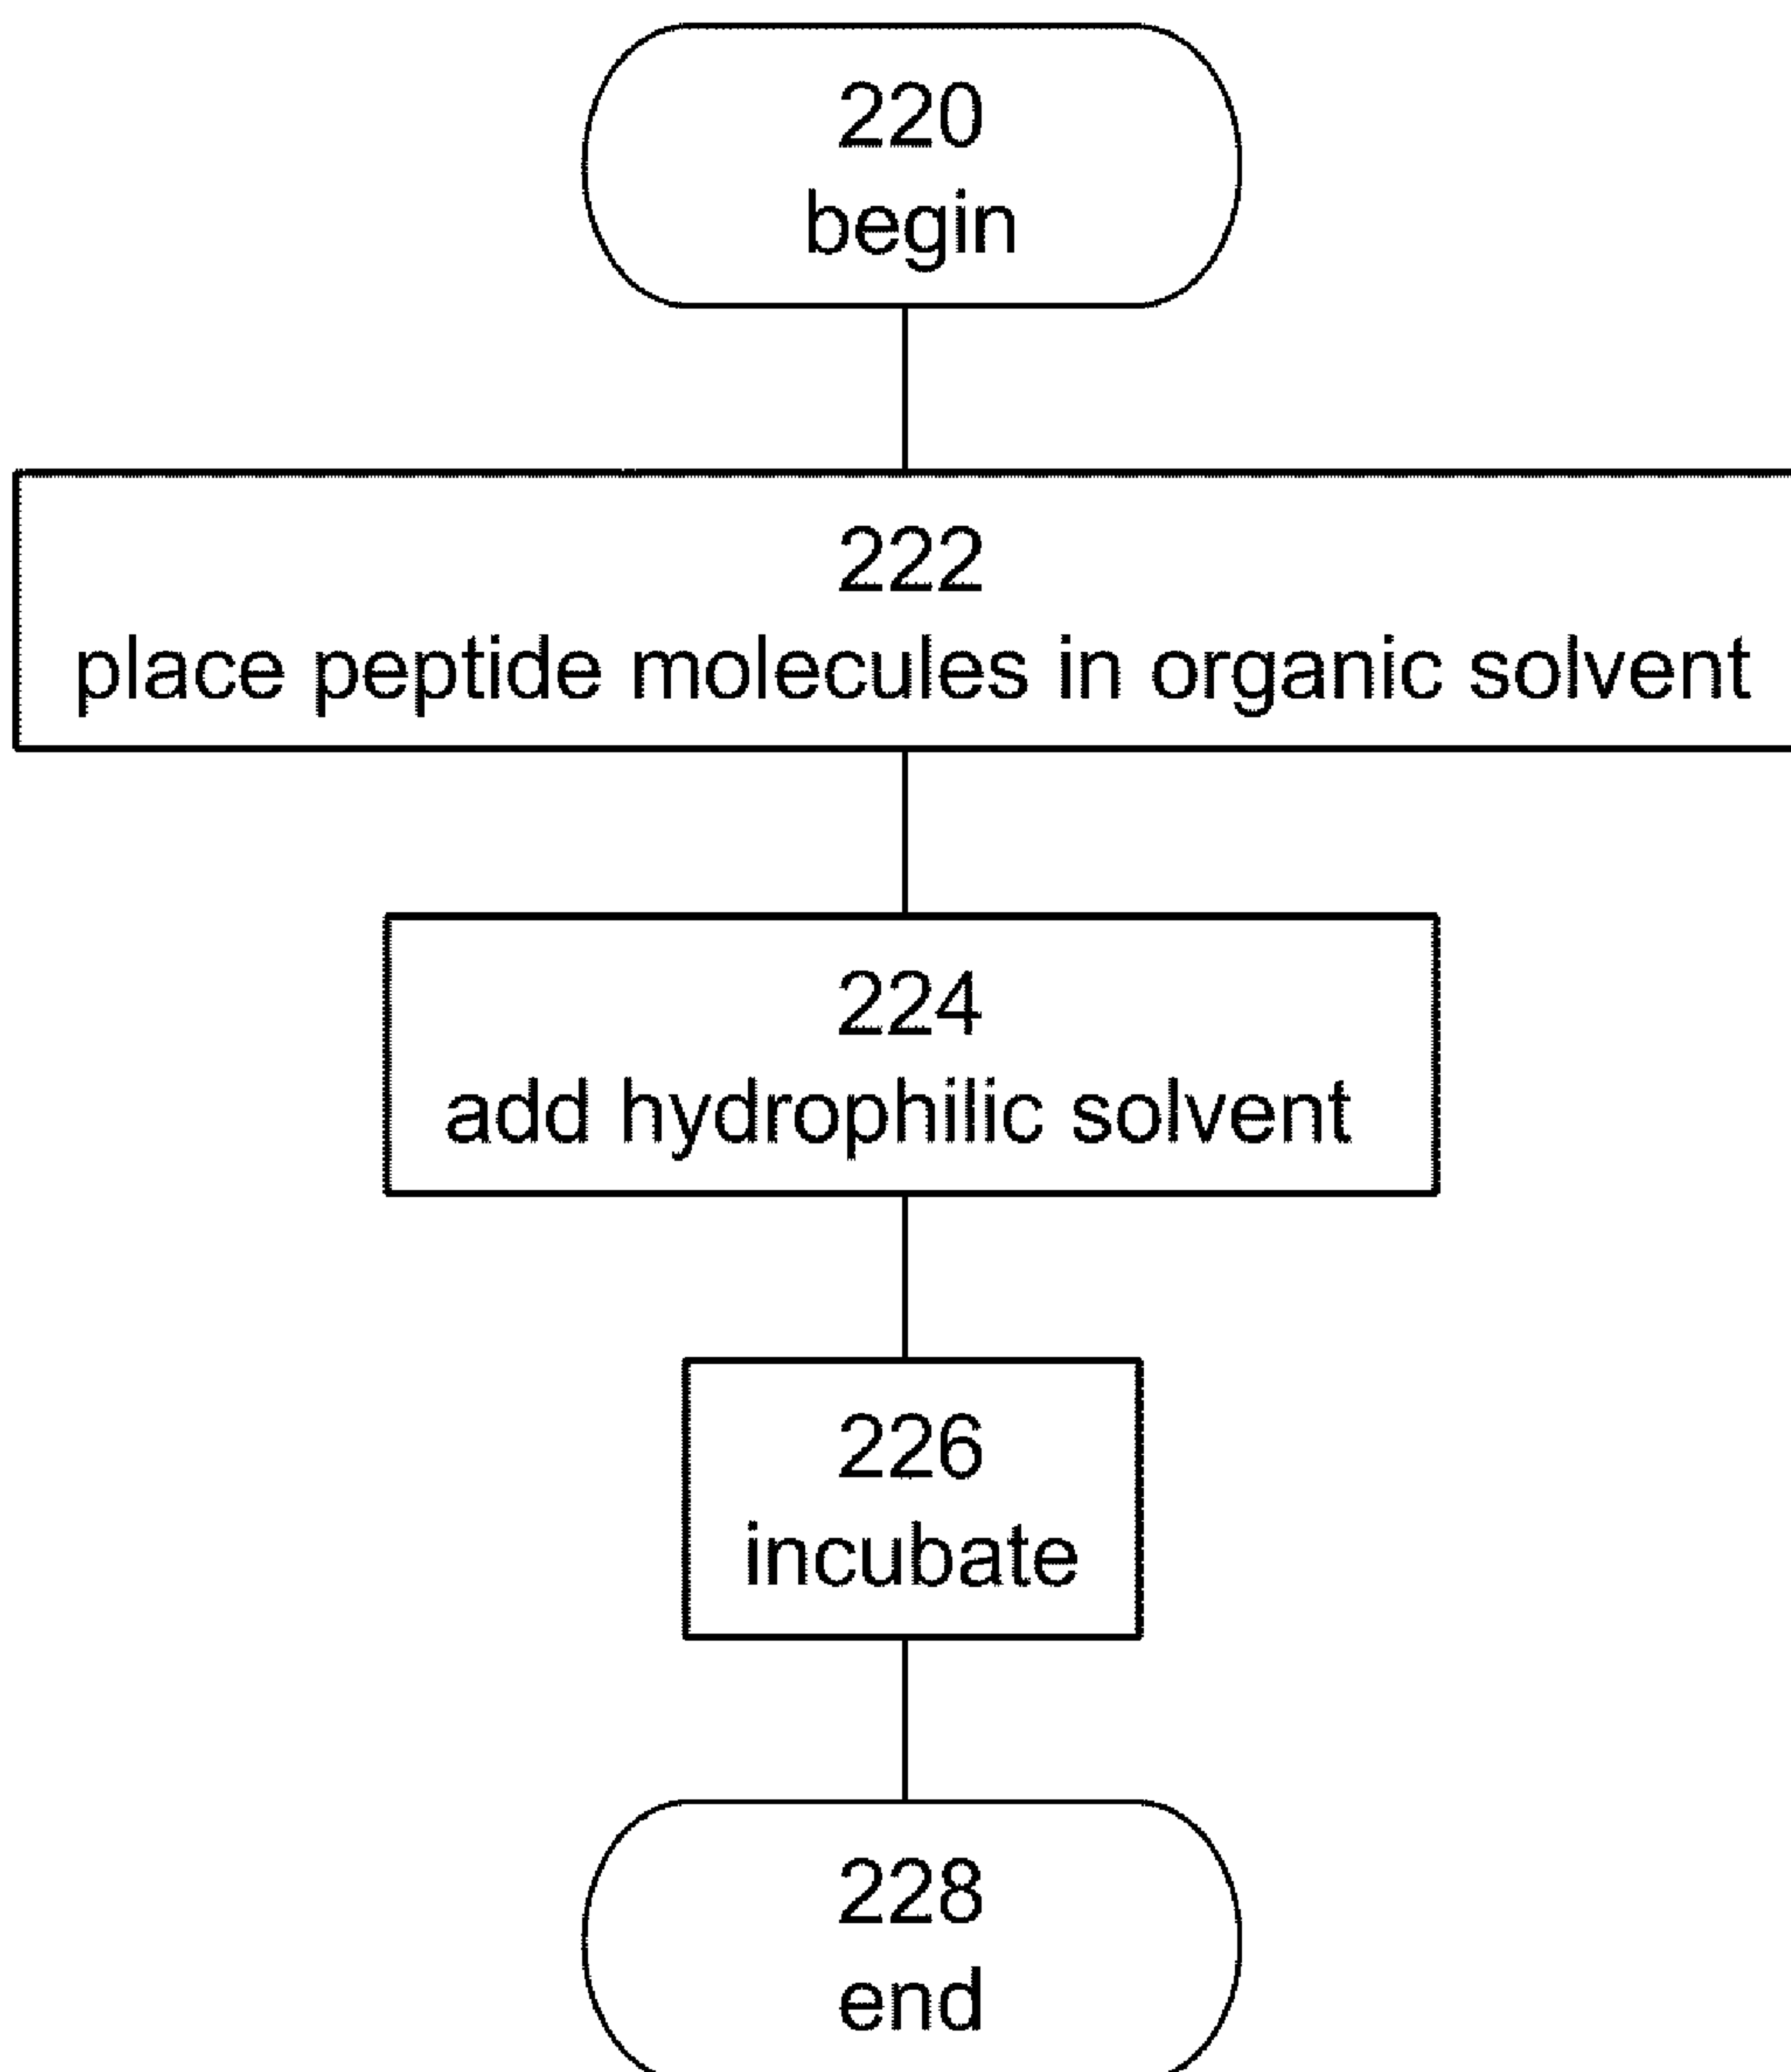 220
begin
222
place peptide molecules in organic solvent
224
add hydrophilic solvent
226
incubate
228
end